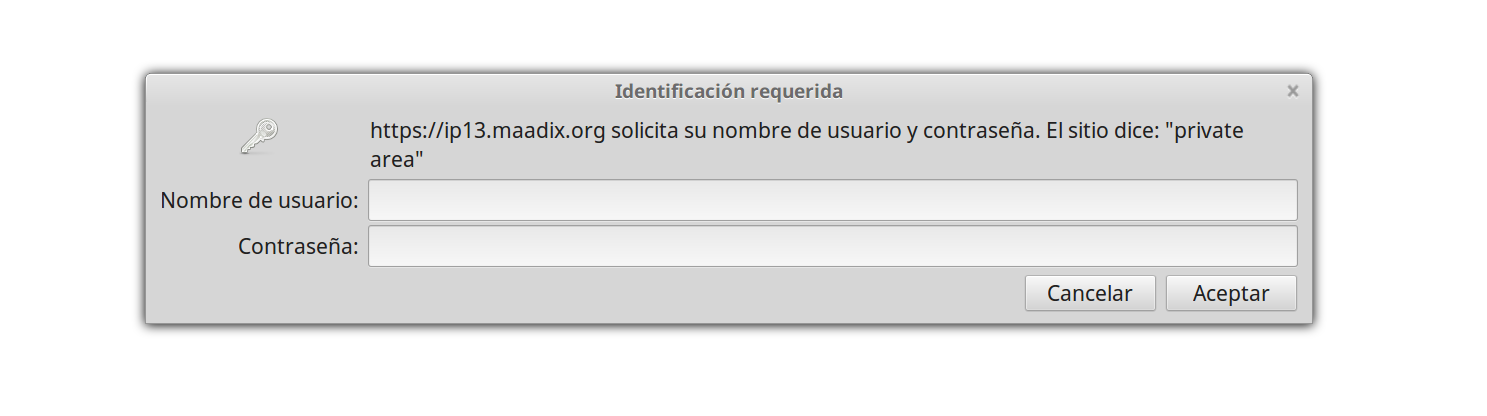 Identificación requerida
https://ip13.maadix.org solicita su nombre de usuario y contraseña. El sitio dice: "private
area"
Nombre de usuario:
Contraseña:
Cancelar Aceptar